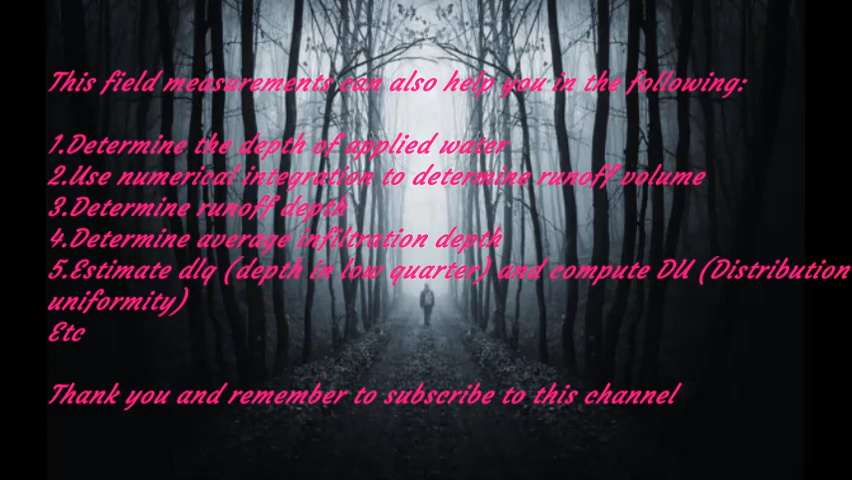 This field measurements can also help you in the following:
1.Determine the depth of applied water
2.Use numerical integration to determine runoff volume
3.Determine runoff depth
4.Determine average infiltration depth
5.Estimate dlq (depth in low quarter) and compute DU (Distribution
uniformity)
Etc
Thank you and remember to subscribe to this channel